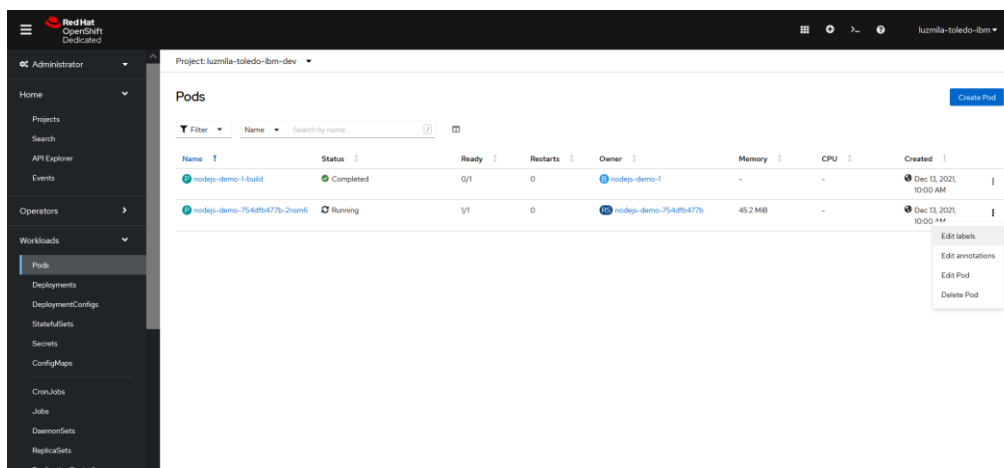 Red Hat
OpenShift
Dedicated
luzmila-toledo-ibm
Administrator
Project: luzmila-toledo-ibm-dev
Home
Projects
Search
API Explorer
Events
Operators
Workloads
Pods
Deployments
DeploymentConfigs
StatefulSets
Secrets
ConfigMaps
CronJobs
Jobs
DaemonSets
ReplicaSets
Pods
Create Pod
Filter Name Search by name... /
Name Status Ready Restarts Owner Memory CPU Created
P nodejs-demo-1-build Completed 0/1 0 B nodejs-demo-1 - - Dec 13, 2021,
10:00 AM
P nodejs-demo-754dfb477b-2nsm6 Running 1/1 0 RS nodejs-demo-754dfb477b 45.2 MiB - Dec 13, 2021,
10:00 AM
Edit labels
Edit annotations
Edit Pod
Delete Pod